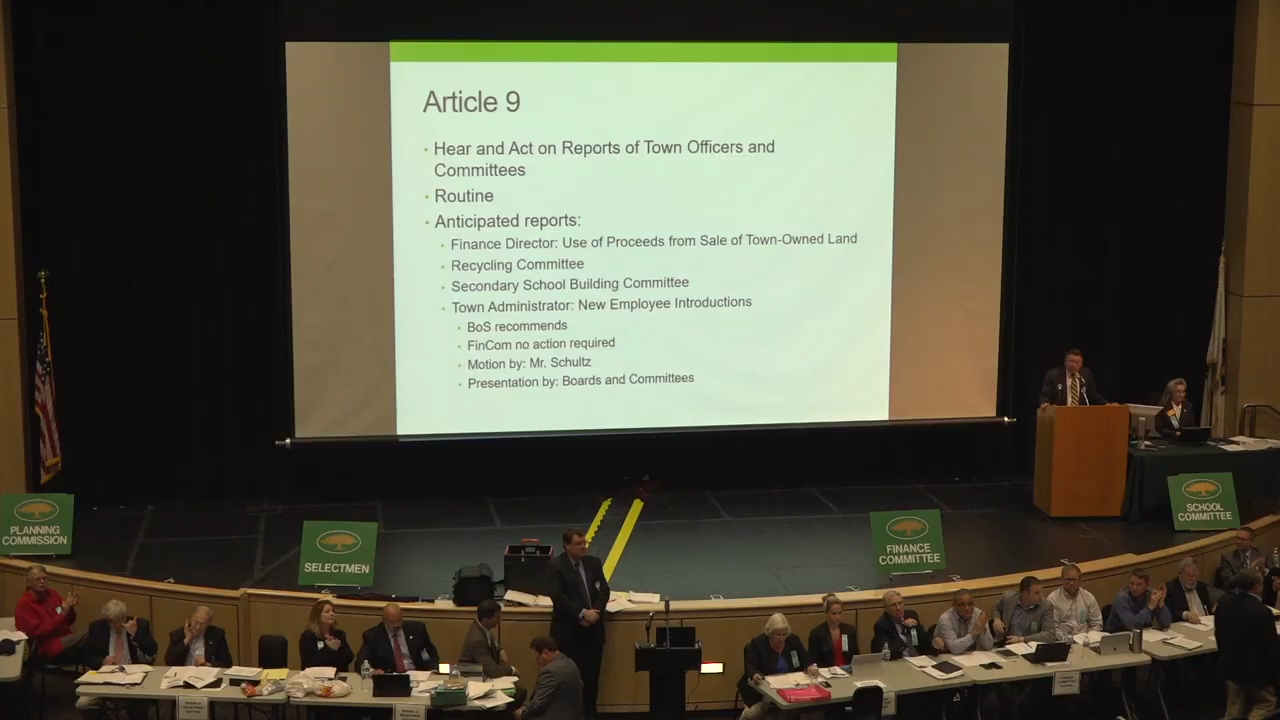 Article 9
• Hear and Act on Reports of Town Officers and
Committees
• Routine
• Anticipated reports:
• Finance Director: Use of Proceeds from Sale of Town-Owned Land
• Recycling Committee
• Secondary School Building Committee
• Town Administrator: New Employee Introductions
• BoS recommends
• FinCom no action required
• Motion by: Mr. Schultz
• Presentation by: Boards and Committees
PLANNING
COMMISSION
SELECTMEN
FINANCE
COMMITTEE
SCHOOL
COMMITTEE